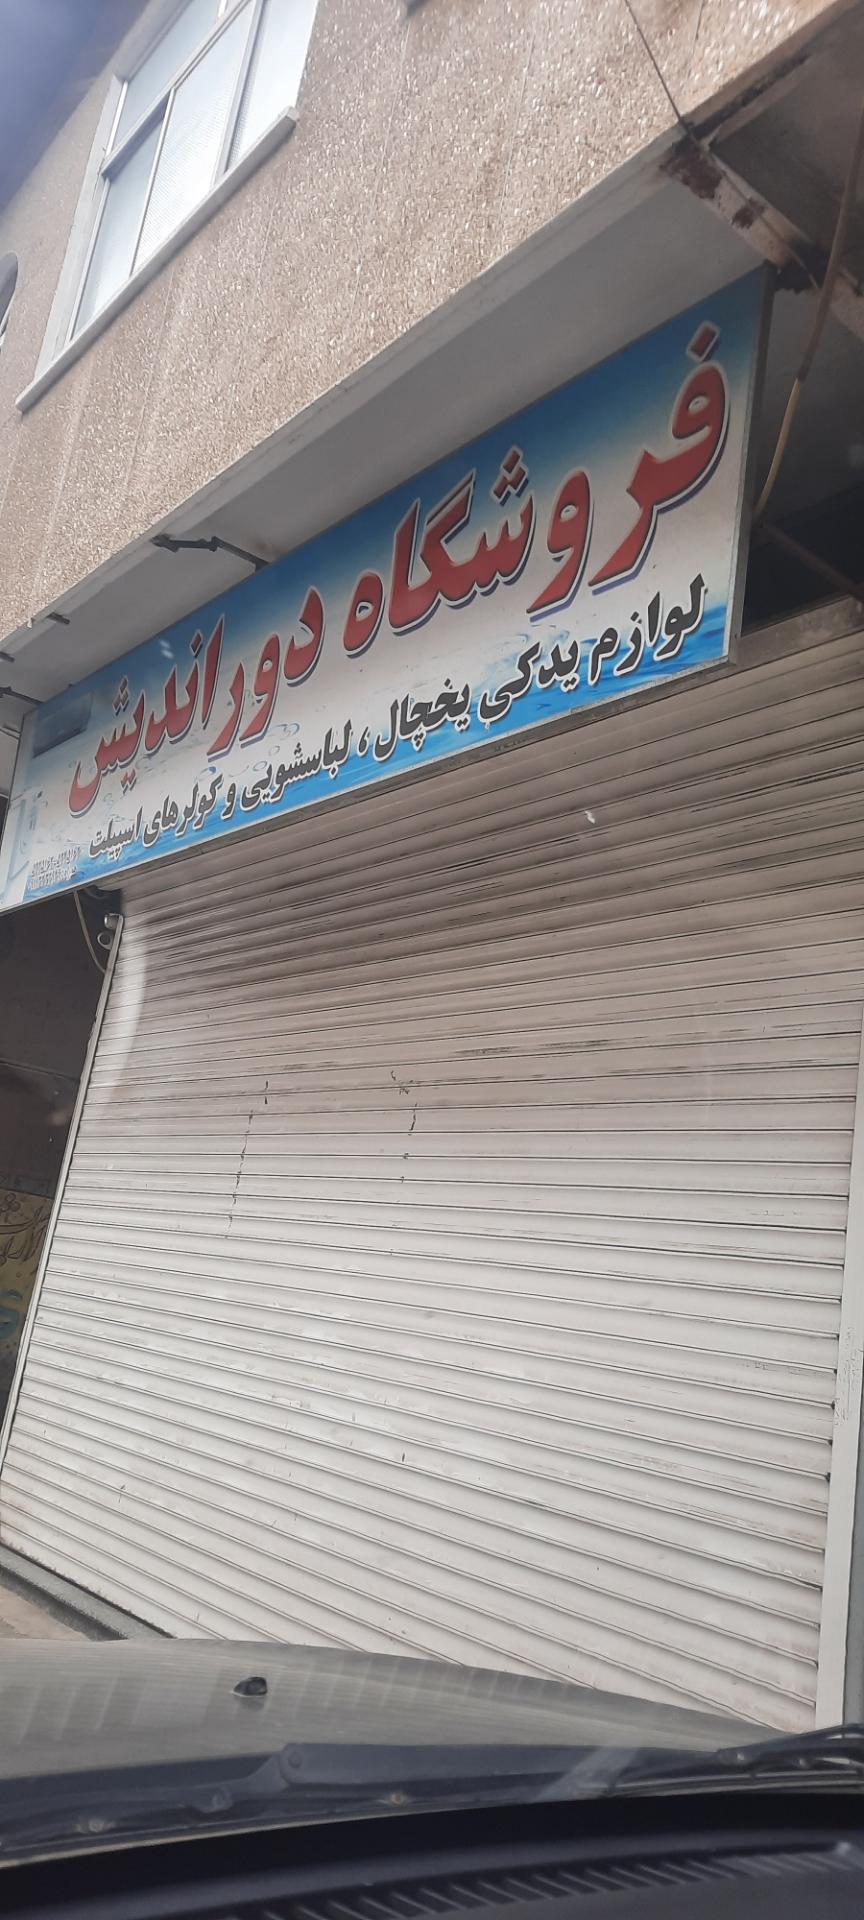 فروشگاه دوراندیش
لوازم یدکی یخچال ، لباسشویی و کولرهای اسپیلت